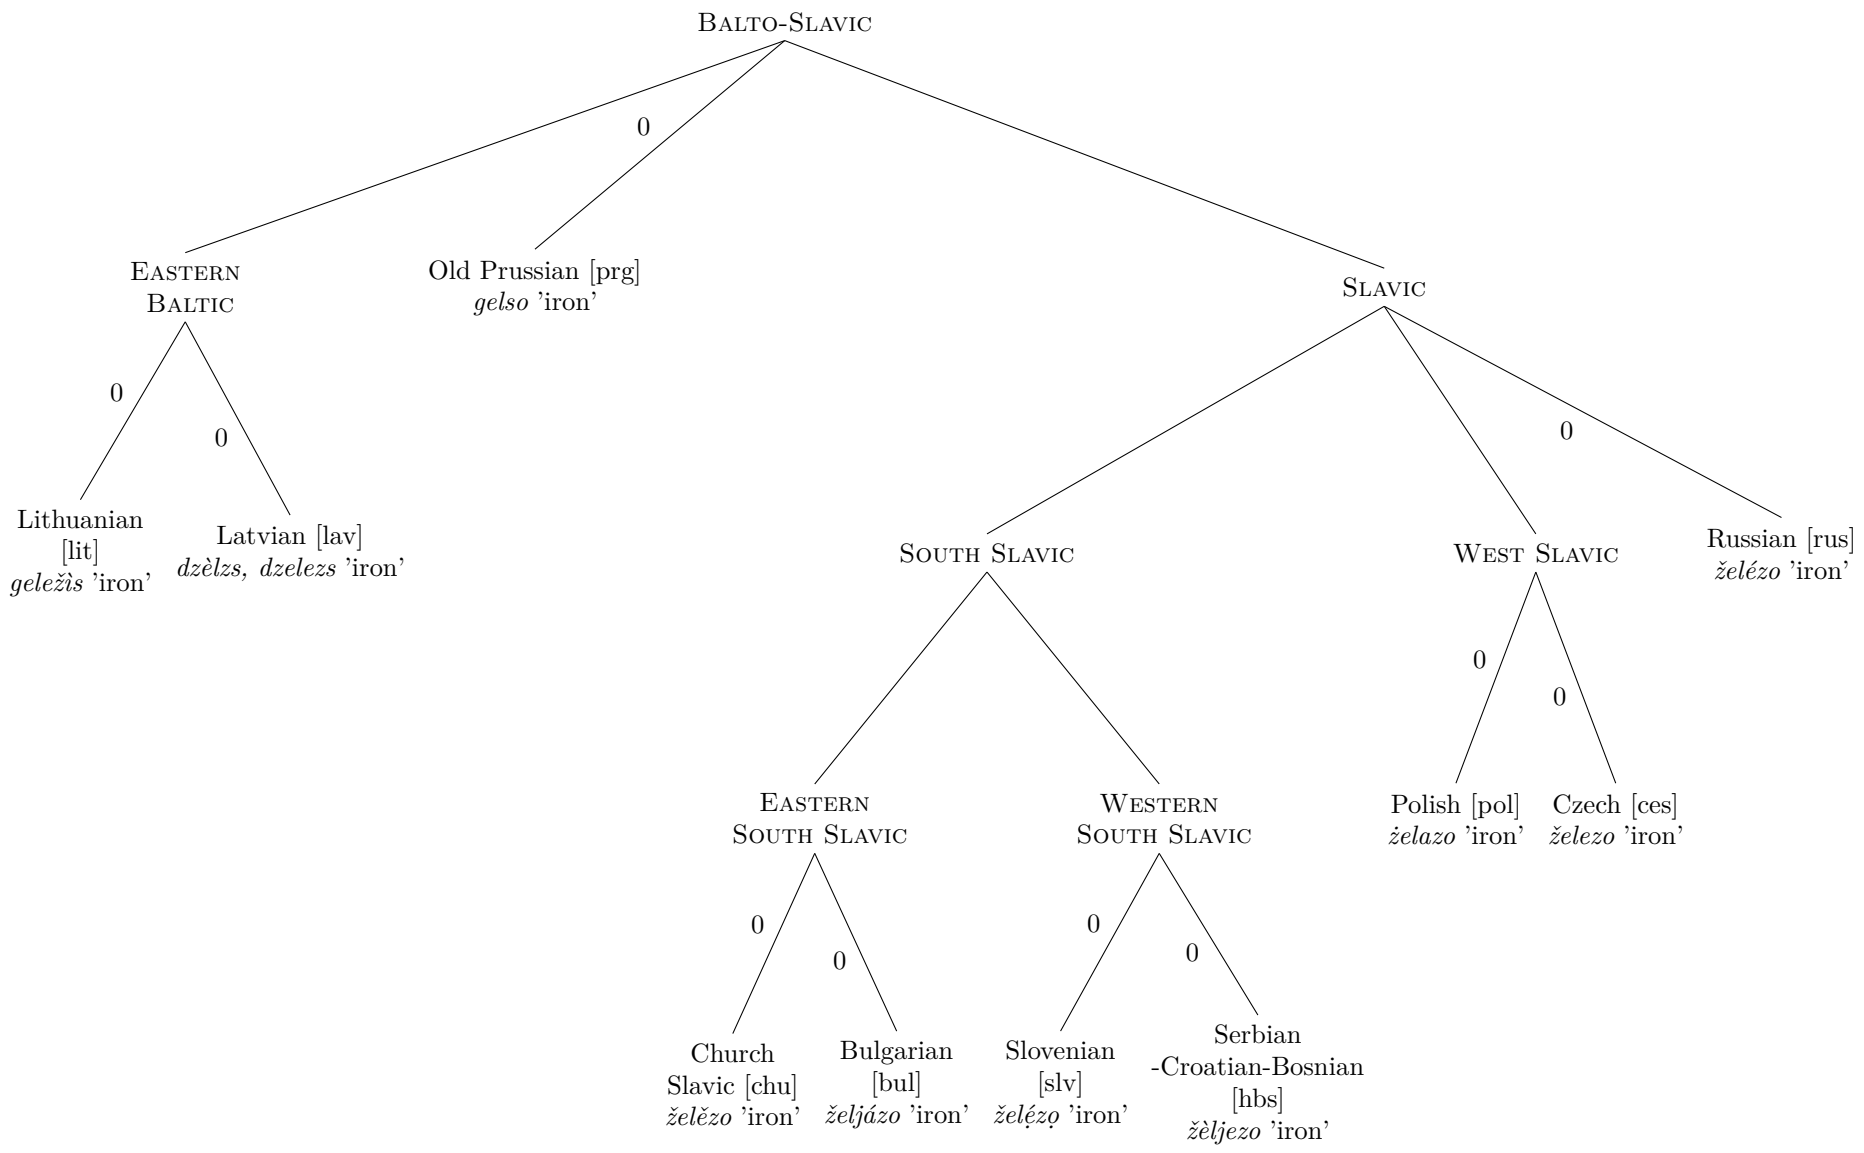 BALTO-SLAVIC
0
EASTERN
BALTIC
Old Prussian [prg]
gelso 'iron'
SLAVIC
0
0
0
Lithuanian
[lit]
geležìs 'iron'
Latvian [lav]
dzèlzs, dzelezs 'iron'
SOUTH SLAVIC
WEST SLAVIC
Russian [rus]
želézo 'iron'
0
0
EASTERN
SOUTH SLAVIC
WESTERN
SOUTH SLAVIC
Polish [pol]
żelazo 'iron'
Czech [ces]
železo 'iron'
0
0
0
0
Church
Slavic [chu]
želězo 'iron'
Bulgarian
[bul]
željázo 'iron'
Slovenian
[slv]
želẹ́zọ 'iron'
Serbian
-Croatian-Bosnian
[hbs]
žèljezo 'iron'